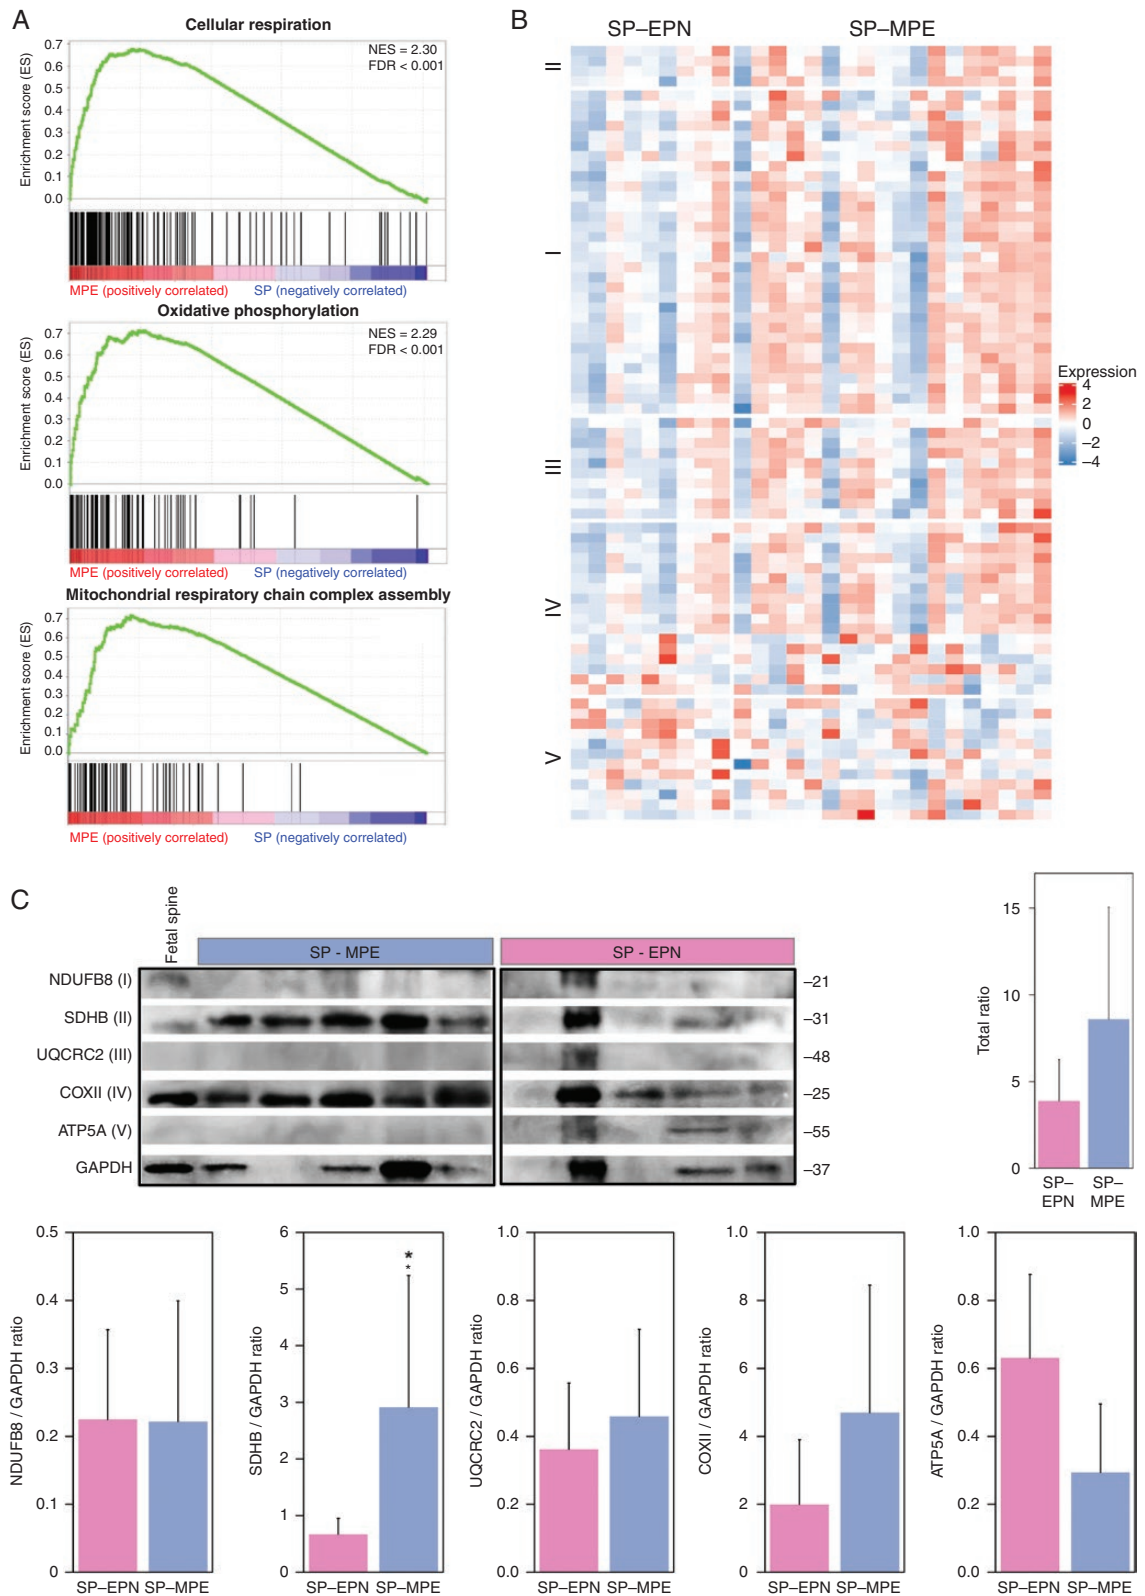 A
Cellular respiration
NES = 2.30
FDR < 0.001
Enrichment score (ES)
0.7
0.6
0.5
0.4
0.3
0.2
0.1
0.0
MPE (positively correlated) SP (negatively correlated)
Oxidative phosphorylation
NES = 2.29
FDR < 0.001
Enrichment score (ES)
0.7
0.6
0.5
0.4
0.3
0.2
0.1
0.0
MPE (positively correlated) SP (negatively correlated)
Mitochondrial respiratory chain complex assembly
Enrichment score (ES)
0.7
0.6
0.5
0.4
0.3
0.2
0.1
0.0
MPE (positively correlated) SP (negatively correlated)
B
SP–EPN SP–MPE
II
I
III
IV
V
Expression
4
2
0
–2
–4
C
Fetal spine
SP - MPE
SP - EPN
NDUFB8 (I) –21
SDHB (II) –31
UQCRC2 (III) –48
COXII (IV) –25
ATP5A (V) –55
GAPDH –37
Total ratio
15
10
5
0
SP–
EPN
SP–
MPE
NDUFB8 / GAPDH ratio
0.5
0.4
0.3
0.2
0.1
0
SP–EPN SP–MPE
SDHB / GAPDH ratio
6
5
4
3
2
1
0
*
*
SP–EPN SP–MPE
UQCRC2 / GAPDH ratio
1.0
0.8
0.6
0.4
0.2
0.0
SP–EPN SP–MPE
COXII / GAPDH ratio
1.0
8
6
4
2
0
SP–EPN SP–MPE
ATP5A / GAPDH ratio
1.0
0.8
0.6
0.4
0.2
0.0
SP–EPN SP–MPE